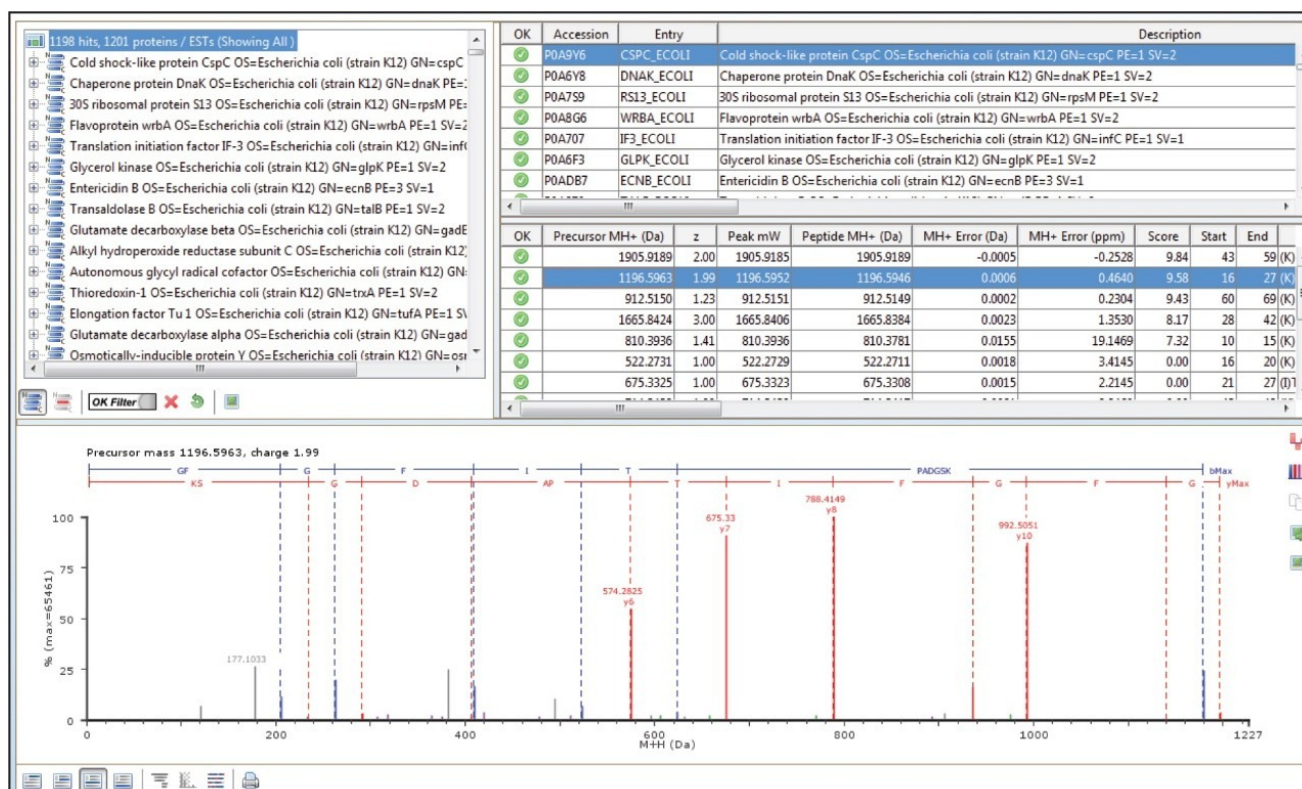 1198 hits, 1201 proteins / ESTs (Showing All )
Cold shock-like protein CspC OS=Escherichia coli (strain K12) GN=cspC
Chaperone protein DnaK OS=Escherichia coli (strain K12) GN=dnaK PE=:
30S ribosomal protein S13 OS=Escherichia coli (strain K12) GN=rpsM PE=
Flavoprotein wrbA OS=Escherichia coli (strain K12) GN=wrbA PE=1 SV=2
Translation initiation factor IF-3 OS=Escherichia coli (strain K12) GN=infC
Glycerol kinase OS=Escherichia coli (strain K12) GN=glpK PE=1 SV=2
Entericidin B OS=Escherichia coli (strain K12) GN=ecnB PE=3 SV=1
Transaldolase B OS=Escherichia coli (strain K12) GN=talB PE=1 SV=2
Glutamate decarboxylase beta OS=Escherichia coli (strain K12) GN=gadE
Alkyl hydroperoxide reductase subunit C OS=Escherichia coli (strain K12)
Autonomous glycyl radical cofactor OS=Escherichia coli (strain K12) GN=
Thioredoxin-1 OS=Escherichia coli (strain K12) GN=trxA PE=1 SV=2
Elongation factor Tu 1 OS=Escherichia coli (strain K12) GN=tufA PE=1 SV
Glutamate decarboxylase alpha OS=Escherichia coli (strain K12) GN=gad
Osmotically-inducible protein Y OS=Escherichia coli (strain K12) GN=osr
OK Filter
OK Accession Entry Description
P0A9Y6 CSPC_ECOLI Cold shock-like protein CspC OS=Escherichia coli (strain K12) GN=cspC PE=1 SV=2
P0A6Y8 DNAK_ECOLI Chaperone protein DnaK OS=Escherichia coli (strain K12) GN=dnaK PE=1 SV=2
P0A7S9 RS13_ECOLI 30S ribosomal protein S13 OS=Escherichia coli (strain K12) GN=rpsM PE=1 SV=2
P0A8G6 WRBA_ECOLI Flavoprotein wrbA OS=Escherichia coli (strain K12) GN=wrbA PE=1 SV=2
P0A707 IF3_ECOLI Translation initiation factor IF-3 OS=Escherichia coli (strain K12) GN=infC PE=1 SV=1
P0A6F3 GLPK_ECOLI Glycerol kinase OS=Escherichia coli (strain K12) GN=glpK PE=1 SV=2
P0ADB7 ECNB_ECOLI Entericidin B OS=Escherichia coli (strain K12) GN=ecnB PE=3 SV=1
OK Precursor MH+ (Da) z Peak mW Peptide MH+ (Da) MH+ Error (Da) MH+ Error (ppm) Score Start End
1905.9189 2.00 1905.9185 1905.9189 -0.0005 -0.2528 9.84 43 59 (K)
1196.5963 1.99 1196.5952 1196.5946 0.0006 0.4640 9.58 16 27 (K)
912.5150 1.23 912.5151 912.5149 0.0002 0.2304 9.43 60 69 (K)
1665.8424 3.00 1665.8406 1665.8384 0.0023 1.3530 8.17 28 42 (K)
810.3936 1.41 810.3936 810.3781 0.0155 19.1469 7.32 10 15 (K)
522.2731 1.00 522.2729 522.2711 0.0018 3.4145 0.00 16 20 (K)
675.3325 1.00 675.3323 675.3308 0.0015 2.2145 0.00 21 27 (I)T
Precursor mass 1196.5963, charge 1.99
GF G F I T PADGSK bMax
KS G D AP T I F G F G yMax
100
75
50
25
0
% (max=65461)
177.1033
574.2825
y6
675.33
y7
788.4149
y8
992.5051
y10
0 200 400 600 800 1000 1227
M+H (Da)